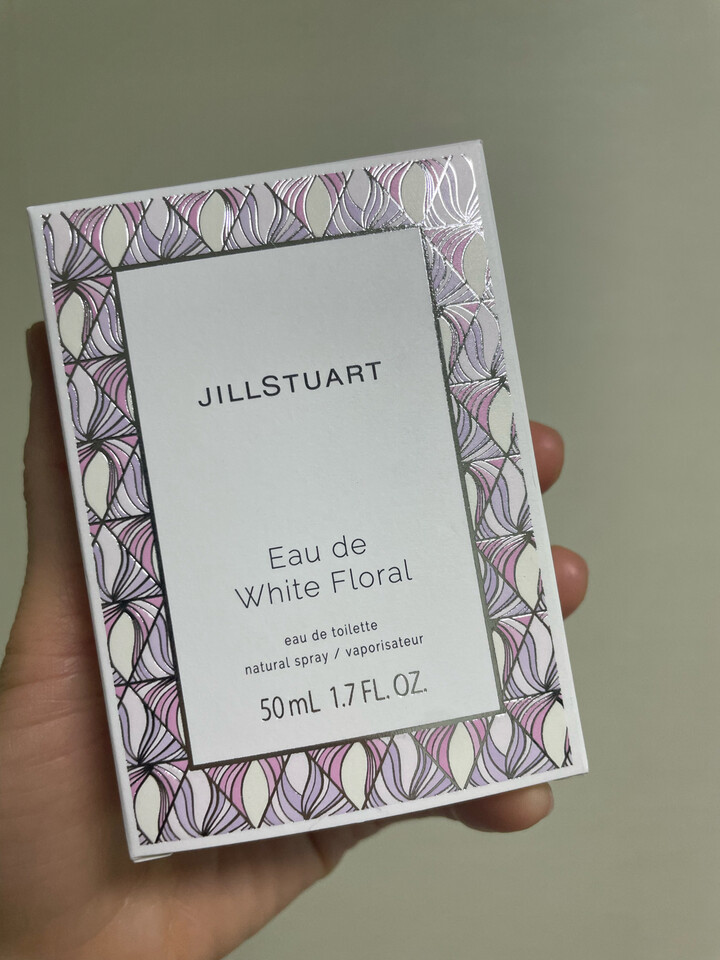 JILLSTUART
Eau de
White Floral
eau de toilette
natural spray / vaporisateur
50mL 1.7 FL. OZ.